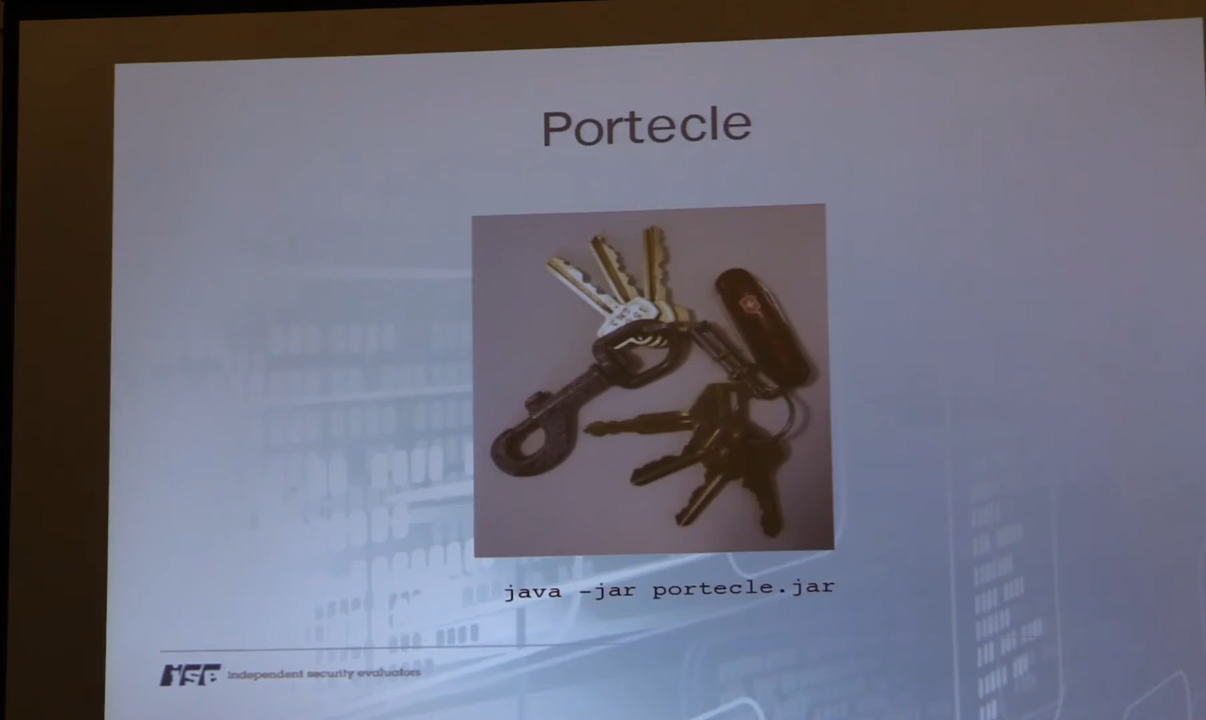 Portecle
java -jar portecle.jar
ise independent security evaluators